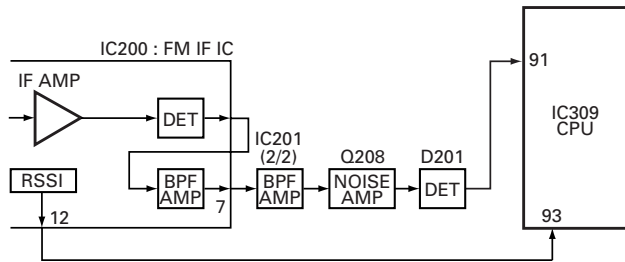 IC200 : FM IF IC
IF AMP
DET
RSSI
12
BPF
AMP
7
IC201
(2/2)
BPF
AMP
Q208
NOISE
AMP
D201
DET
91
IC309
CPU
93